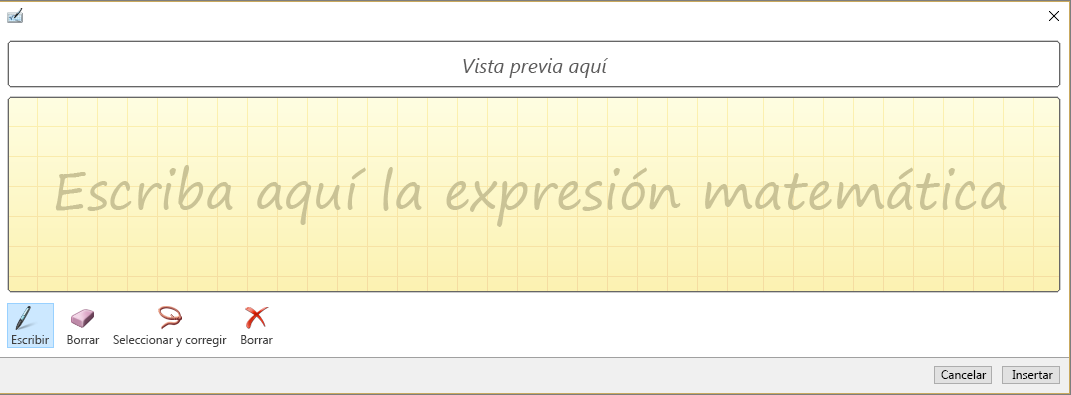 Vista previa aquí
Escriba aquí la expresión matemática
Escribir Borrar Seleccionar y corregir Borrar
Cancelar Insertar